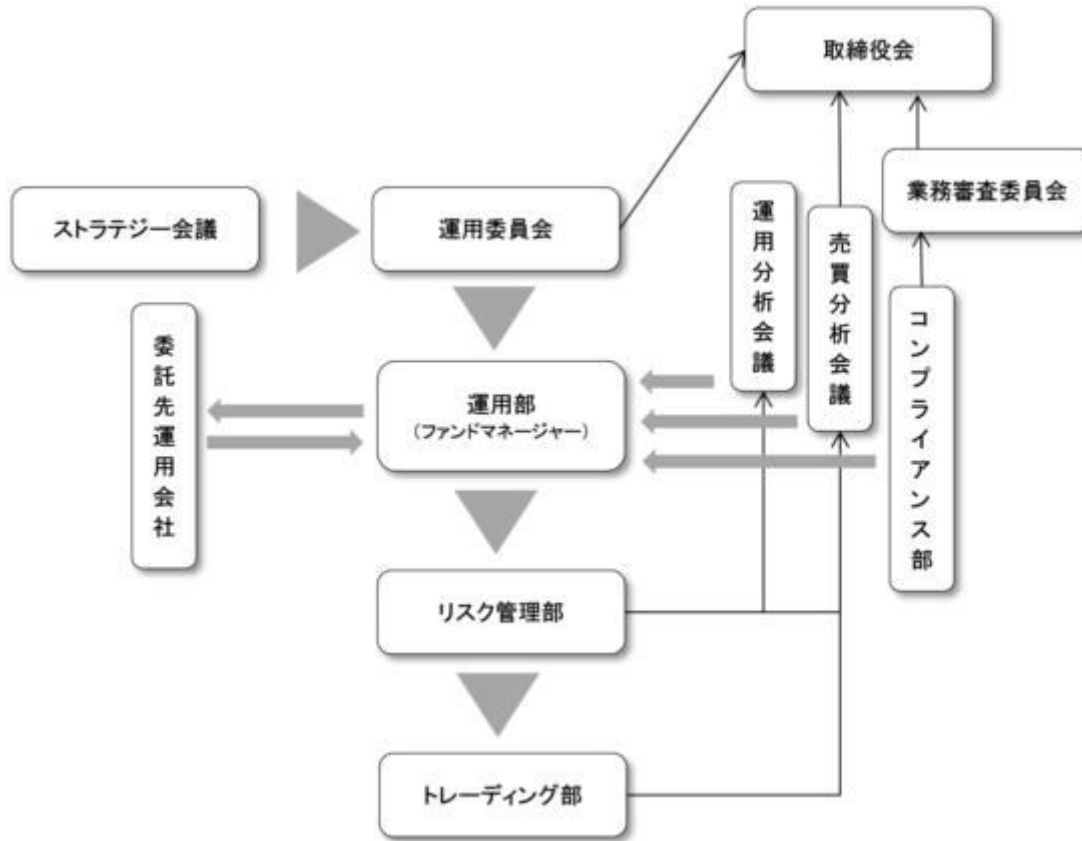 取締役会
業務審査委員会
ストラテジー会議
運用委員会
運用分析会議
売買分析会議
コンプライアンス部
委託先運用会社
運用部
(ファンドマネージャー)
リスク管理部
トレーディング部